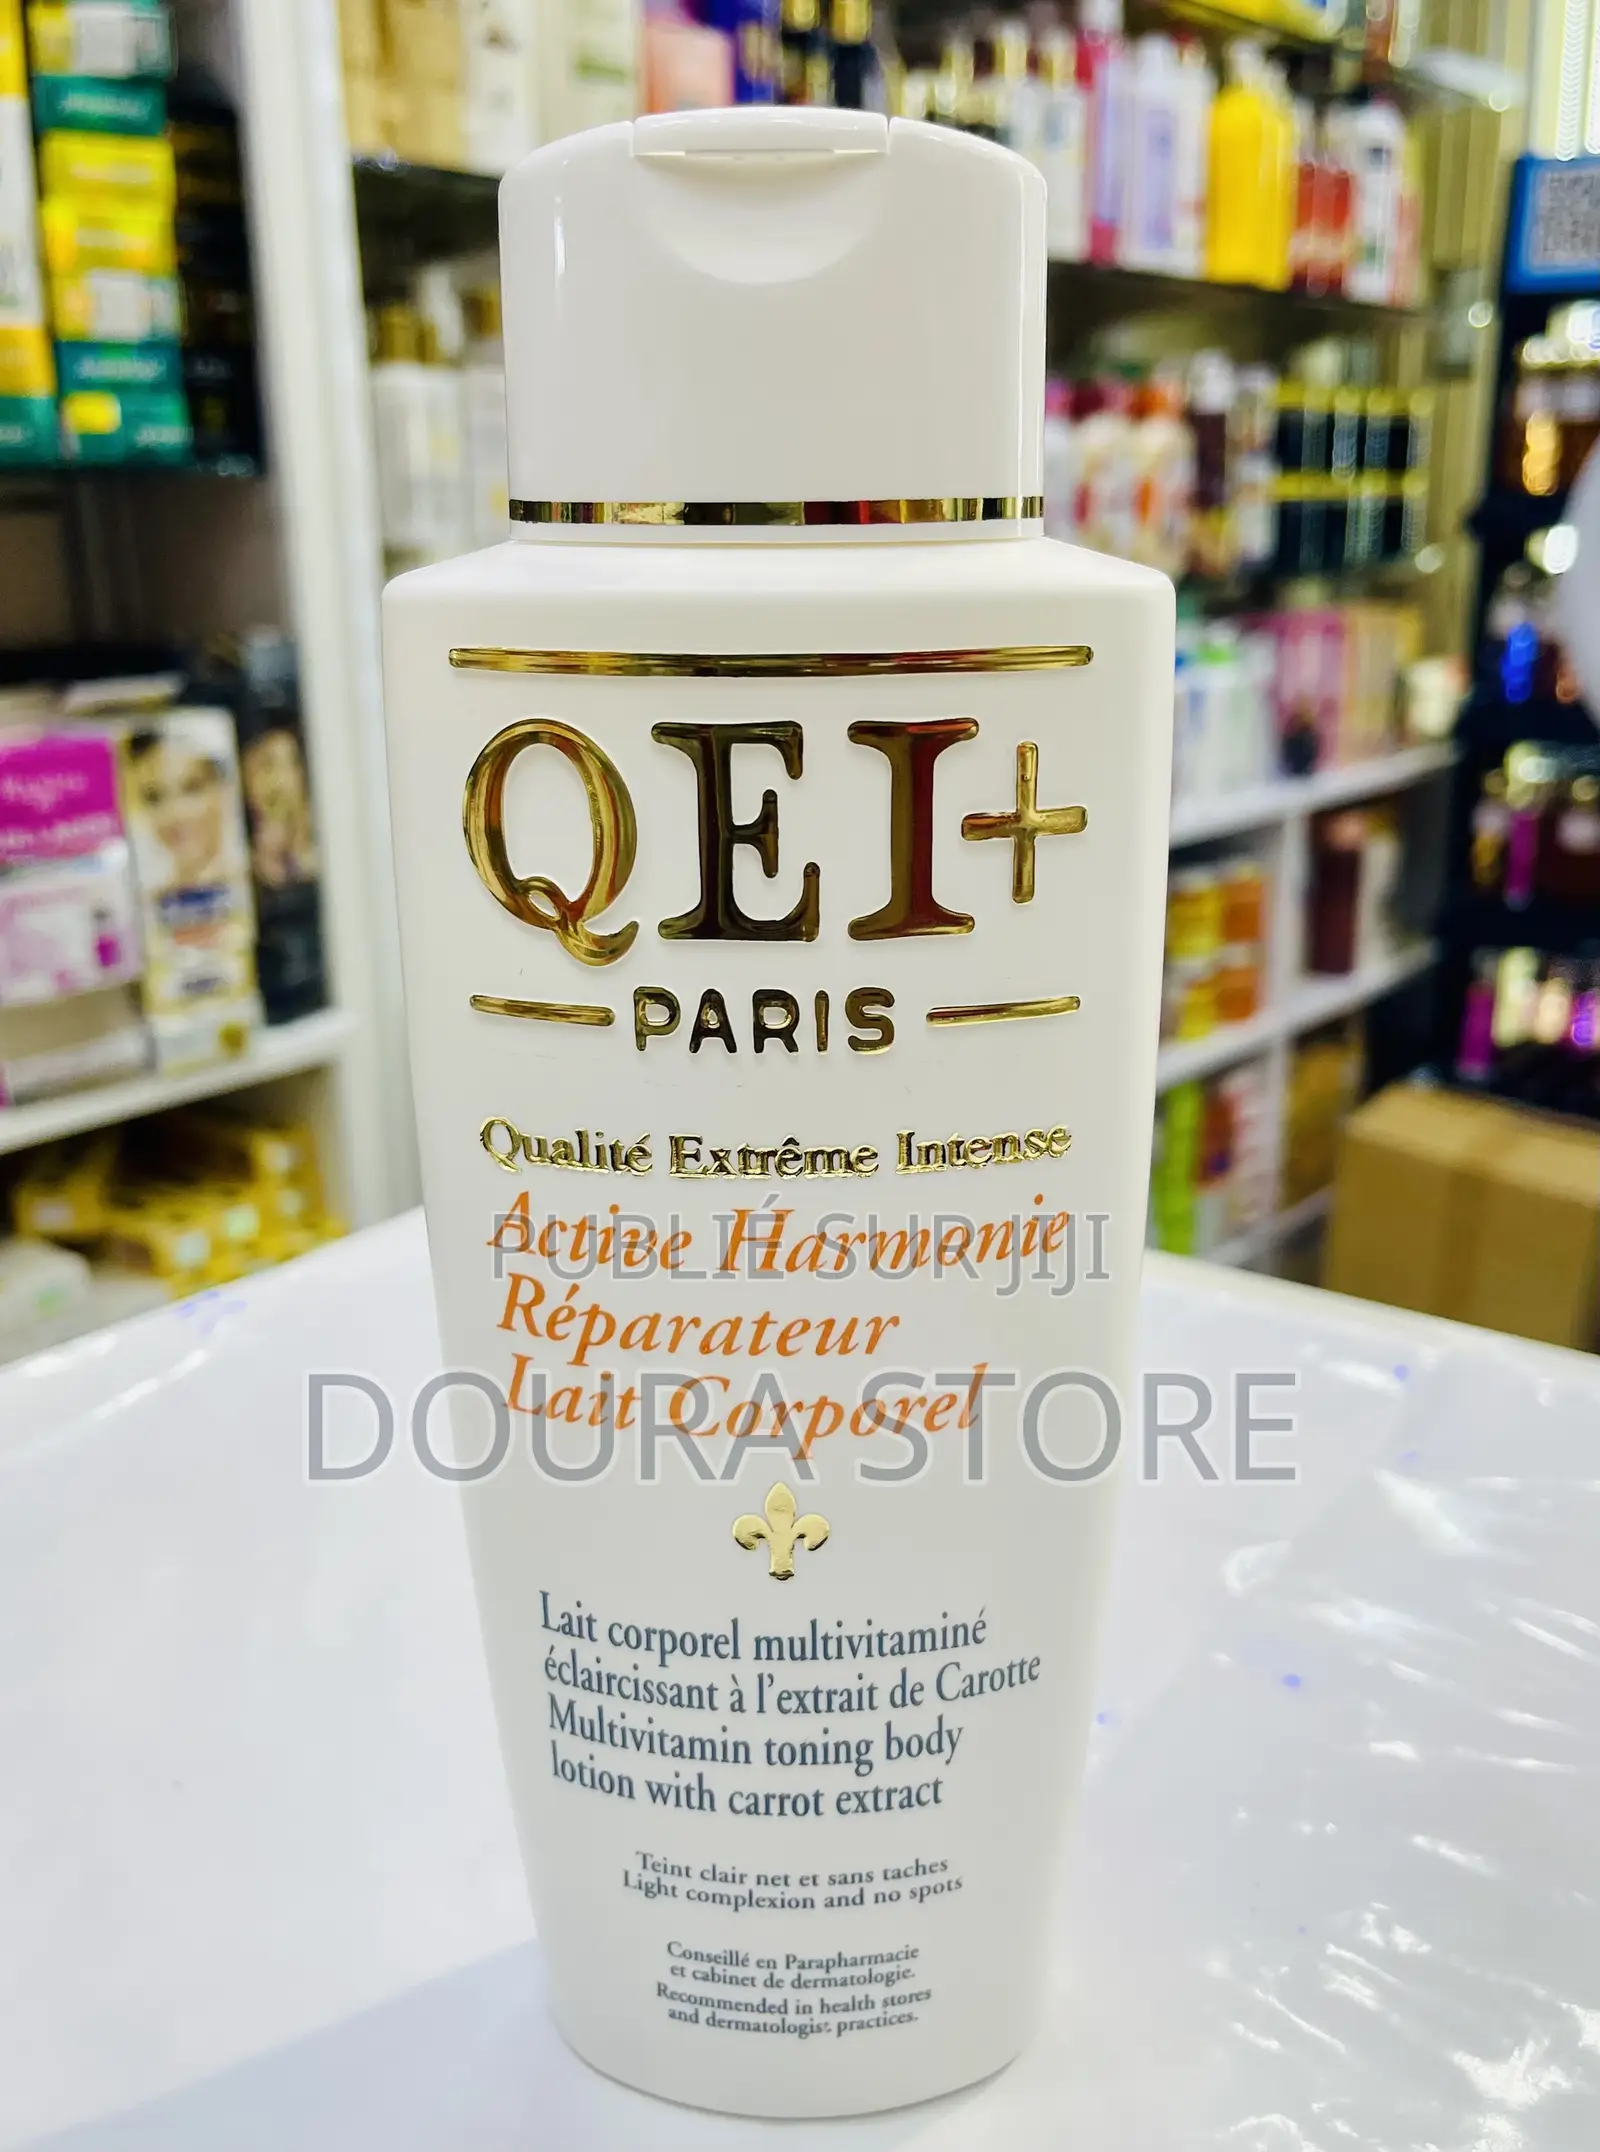 QEI+
PARIS
Qualité Extrême Intense
Active Harmonie
PUBLIÉ SUR JIJI
Réparateur
Lait Corporel
DOURA STORE
Lait corporel multivitaminé
éclaircissant à l'extrait de Carotte
Multivitamin toning body
lotion with carrot extract
Teint clair net et sans taches
Light complexion and no spots
Conseillé en Parapharmacie
et cabinet de dermatologie.
Recommended in health stores
and dermatologist practices.